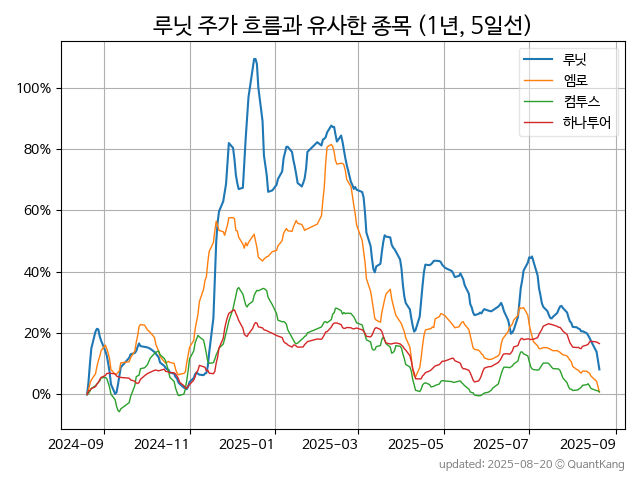 루닛 주가 흐름과 유사한 종목 (1년, 5일선)
루닛
엠로
컴투스
하나투어
100%
80%
60%
40%
20%
0%
2024-09 2024-11 2025-01 2025-03 2025-05 2025-07 2025-09
updated: 2025-08-20 © QuantKang